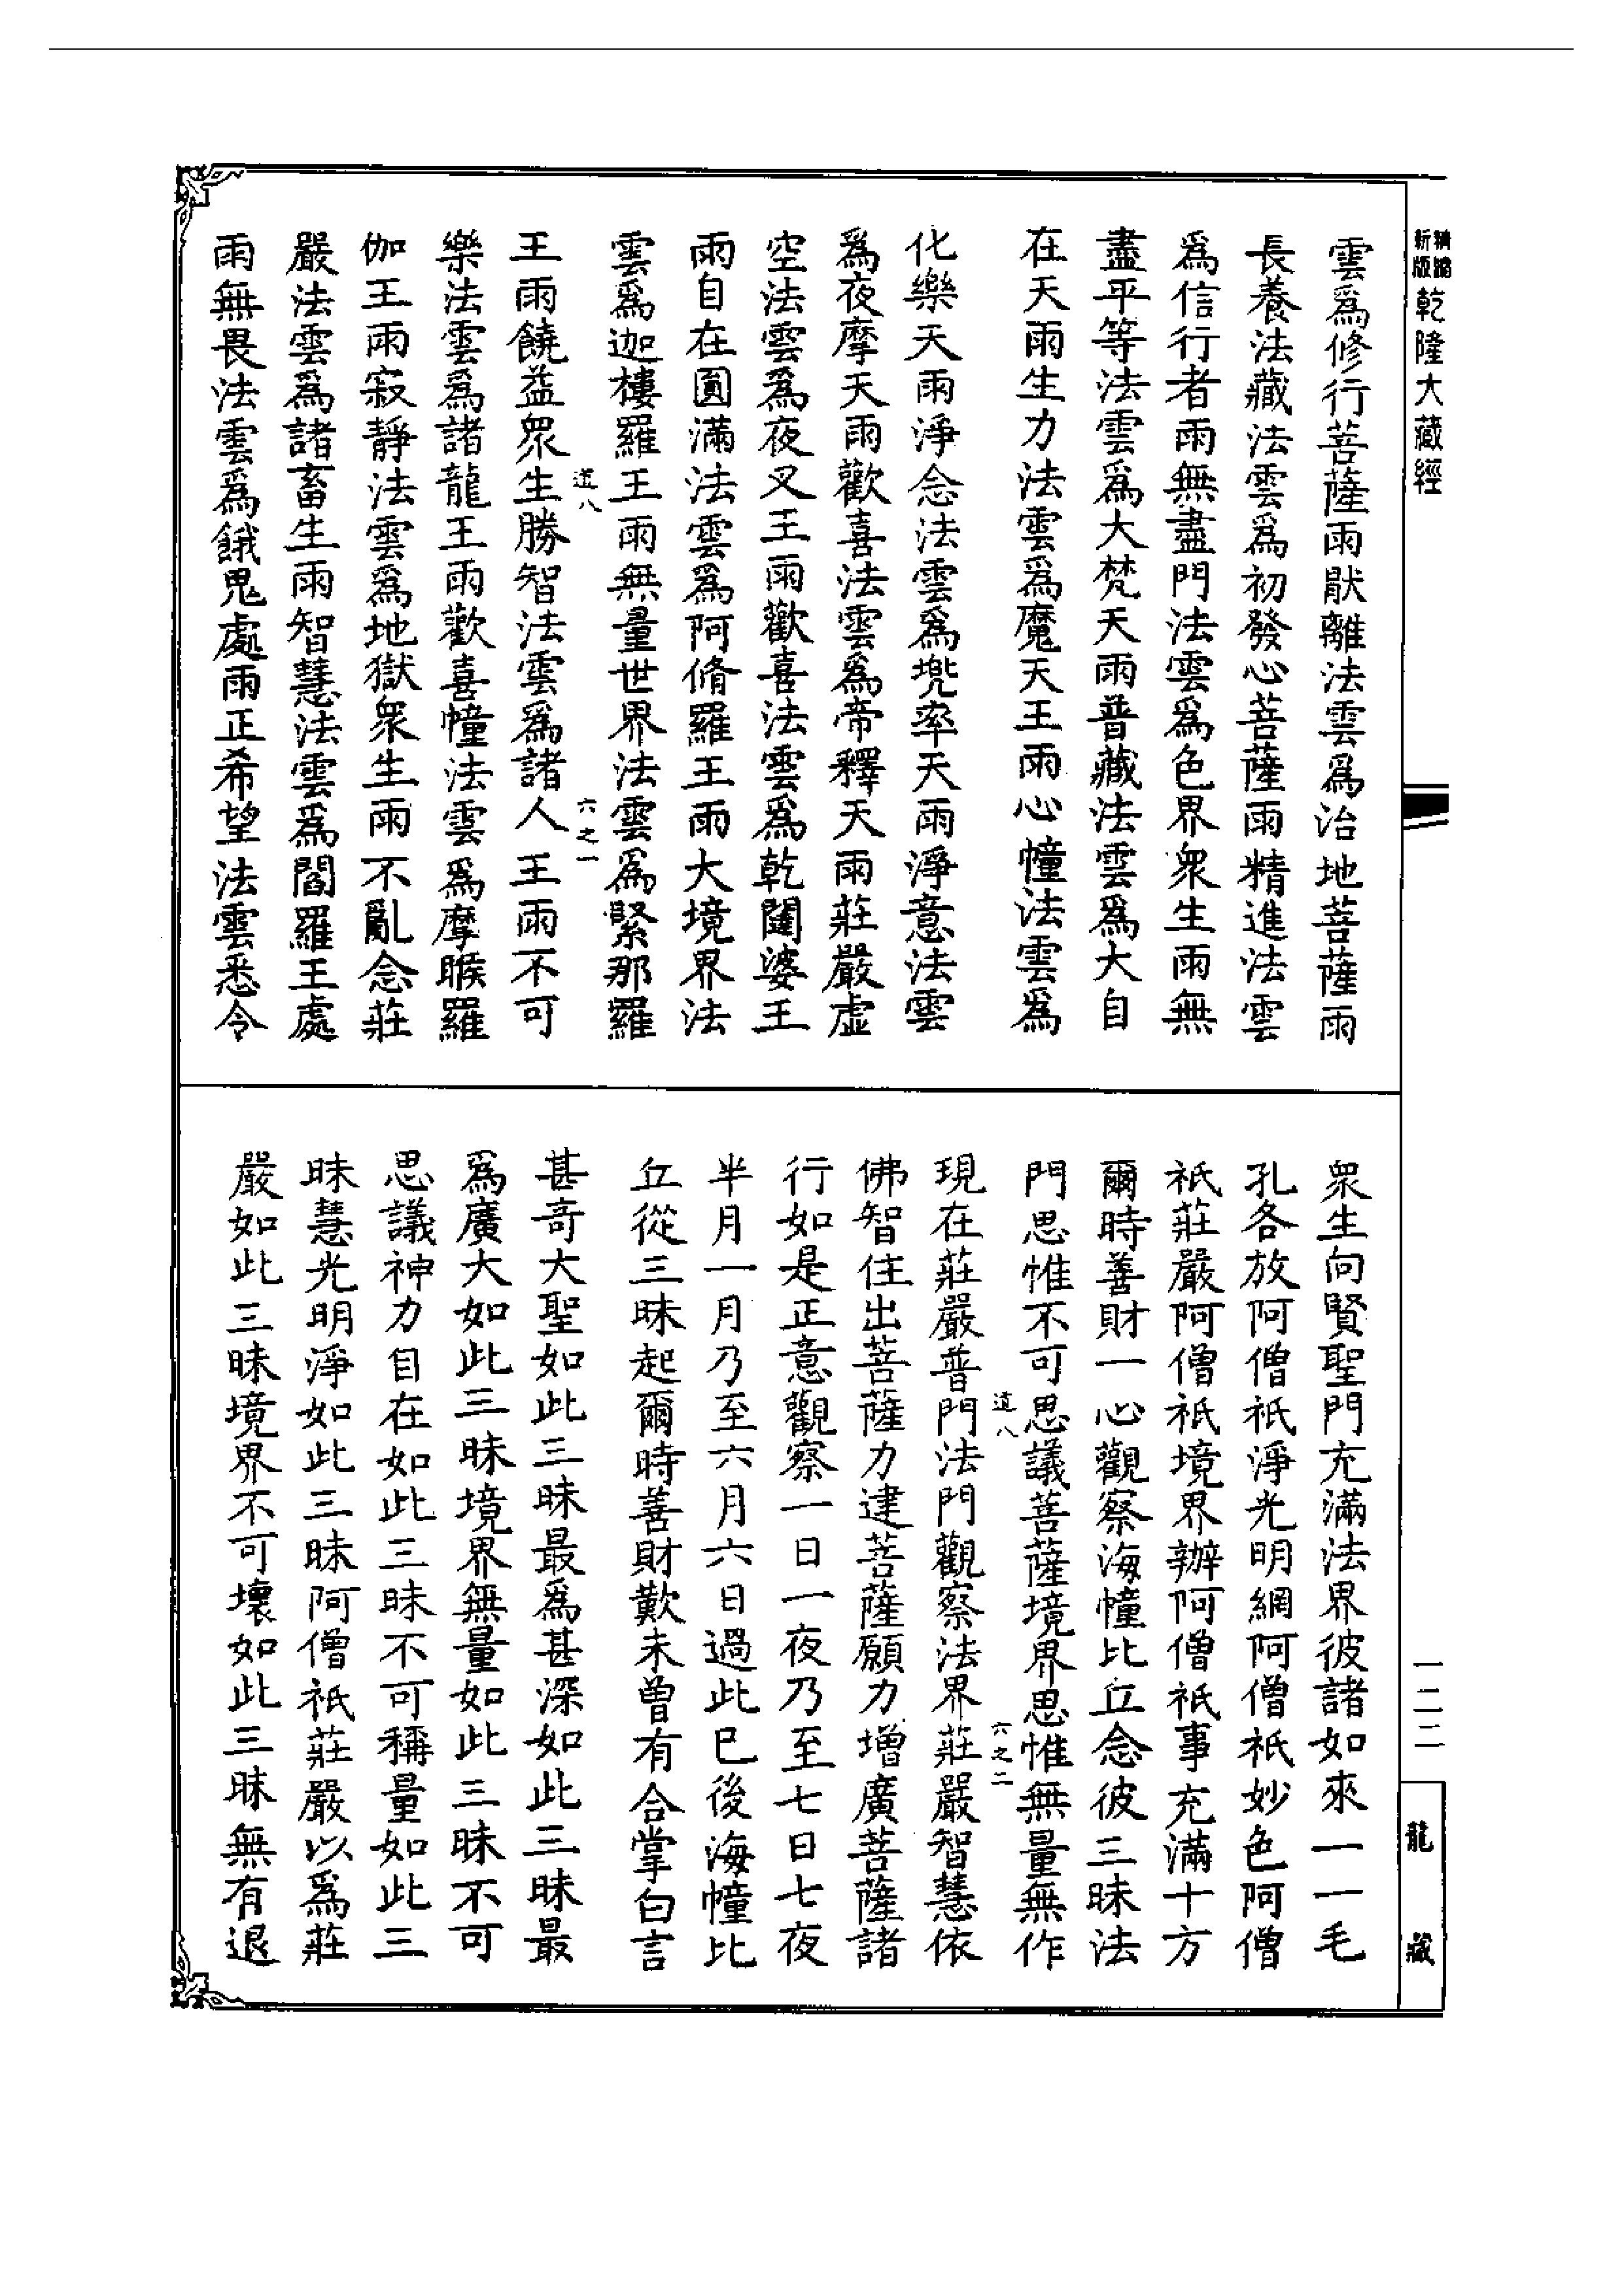 精縮新版乾隆大藏經
雲爲修行菩薩雨猒離法雲爲治地菩薩雨
長養法藏法雲爲初發心菩薩雨精進法雲
爲信行者雨無盡門法雲爲色界衆生雨無
盡平等法雲爲大梵天雨普藏法雲爲大自
在天雨生力法雲爲魔天王雨心幢法雲爲
化樂天雨淨念法雲爲兜率天雨淨意法雲
爲夜摩天雨歡喜法雲爲帝釋天雨莊嚴虛
空法雲爲夜叉王雨歡喜法雲爲乾闥婆王
雨自在圓滿法雲爲阿脩羅王雨大境界法
雲爲迦樓羅王雨無量世界法雲爲緊那羅
道八 六之一
王雨饒益衆生勝智法雲爲諸人王雨不可
樂法雲爲諸龍王雨歡喜幢法雲爲摩睺羅
伽王雨寂靜法雲爲地獄衆生雨不亂念莊
嚴法雲爲諸畜生雨智慧法雲爲閻羅王處
雨無畏法雲爲餓鬼處雨正希望法雲悉令
衆生向賢聖門充滿法界彼諸如來一一毛
孔各放阿僧祇淨光明網阿僧祇妙色阿僧
祇莊嚴阿僧祇境界辦阿僧祇事充滿十方
爾時善財一心觀察海幢比丘念彼三昧法
門思惟不可思議菩薩境界思惟無量無作
道八 六之二
現在莊嚴普門法門觀察法界莊嚴智慧依
佛智住出菩薩力建菩薩願力增廣菩薩諸
行如是正意觀察一日一夜乃至七日七夜
半月一月乃至六月六日過此已後海幢比
丘從三昧起爾時善財歎未曾有合掌白言
甚奇大聖如此三昧最爲甚深如此三昧最
爲廣大如此三昧境界無量如此三昧不可
思議神力自在如此三昧不可稱量如此三
昧慧光明淨如此三昧阿僧祇莊嚴以爲莊
嚴如此三昧境界不可壞如此三昧無有退
一二二
龍藏